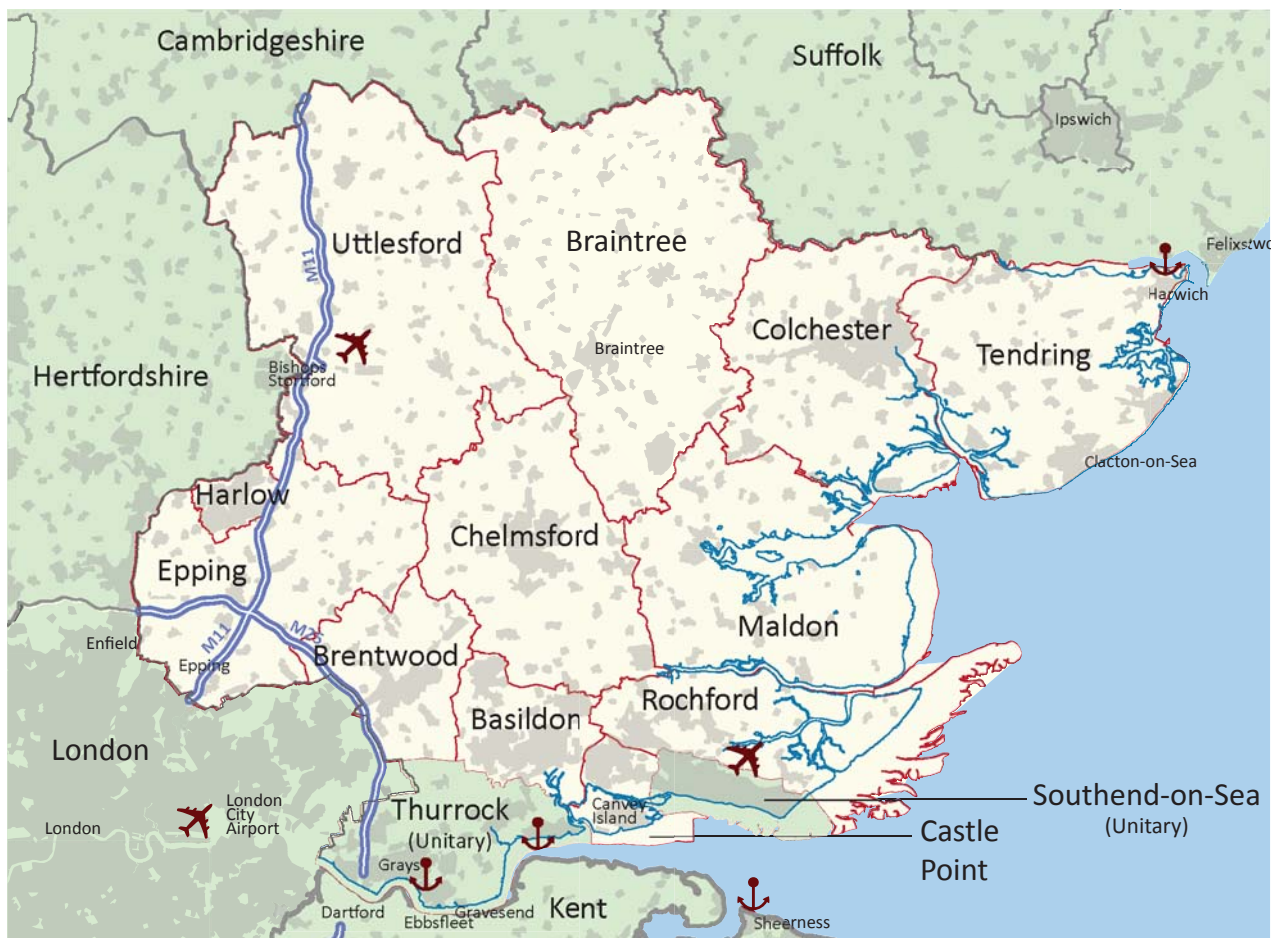 Cambridgeshire
Suffolk
Ipswich
Uttlesford
Braintree
M11
Felixstwo
Harwich
Colchester
Tendring
Braintree
Hertfordshire
Bishops
Stortford
Clacton-on-Sea
Harlow
Chelmsford
Epping
Maldon
M11
M25
Enfield
Epping
Brentwood
Rochford
Basildon
London
Thurrock
(Unitary)
Canvey
Island
Southend-on-Sea
(Unitary)
London
City
Airport
London
Castle
Point
Grays
Dartford
Ebbsfleet
Gravesend
Kent
Sheerness